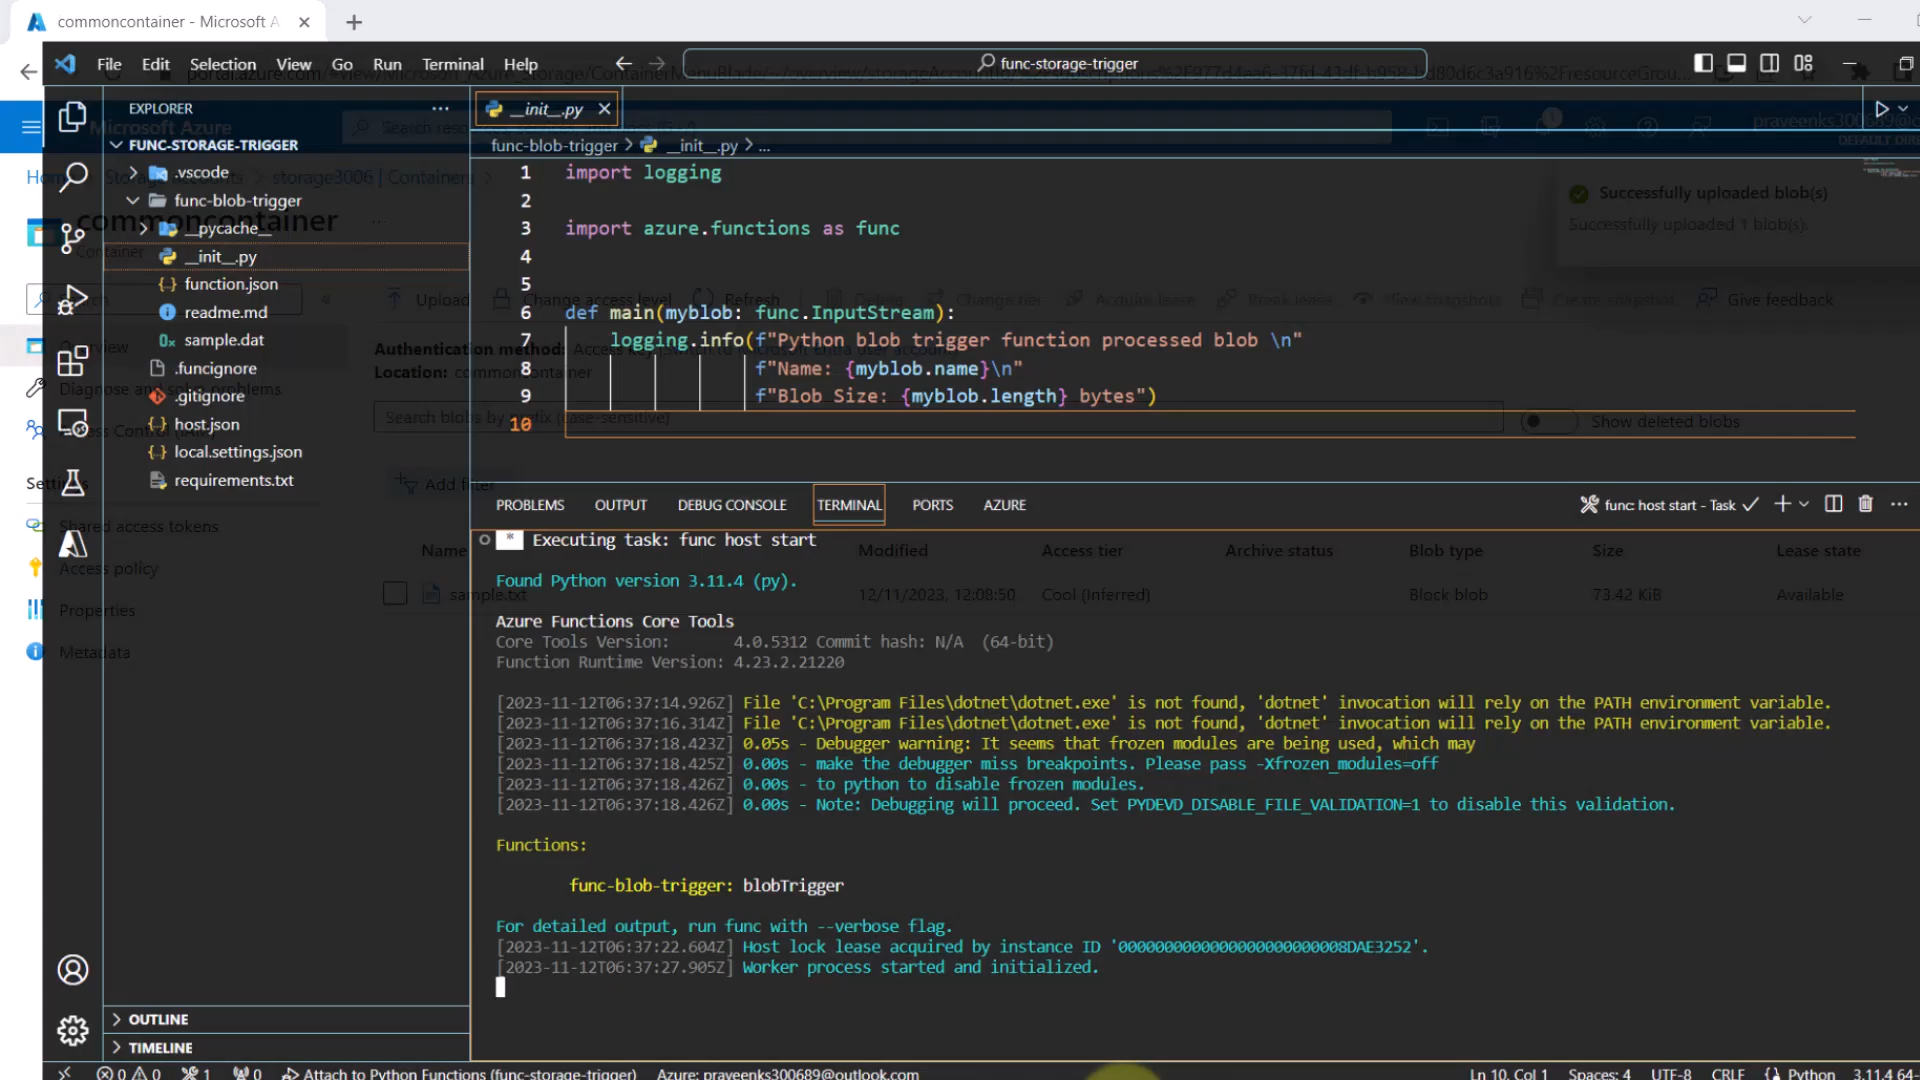 commoncontainer - Microsoft A
File Edit Selection View Go Run Terminal Help
func-storage-trigger
EXPLORER
__init__.py
Microsoft Azure
FUNC-STORAGE-TRIGGER
func-blob-trigger > __init__.py > ...
.vscode
storage3006 | Containers
func-blob-trigger
commoncontainer
Container
__pycache__
__init__.py
function.json
readme.md
sample.dat
.funcignore
.gitignore
host.json
local.settings.json
requirements.txt
1 import logging
2
3 import azure.functions as func
4
5
6 def main(myblob: func.InputStream):
7 logging.info(f"Python blob trigger function processed blob \n"
8 f"Name: {myblob.name}\n"
9 f"Blob Size: {myblob.length} bytes")
10
Successfully uploaded blob(s)
Successfully uploaded 1 blob(s).
Upload Change access level Refresh Delete Change tier Acquire lease Break lease View snapshots Create snapshot Give feedback
Overview
Diagnose and solve problems
Authentication method: Access key
Location: commoncontainer
Search blobs by prefix (case-sensitive)
Show deleted blobs
Add filter
Settings
Shared access tokens
Access policy
Properties
Metadata
PROBLEMS OUTPUT DEBUG CONSOLE TERMINAL PORTS AZURE
func: host start - Task
Name Modified Access tier Archive status Blob type Size Lease state
sample.txt 12/11/2023, 12:08:50 Cool (Inferred) Block blob 73.42 KiB Available
* Executing task: func host start
Found Python version 3.11.4 (py).
Azure Functions Core Tools
Core Tools Version: 4.0.5312 Commit hash: N/A (64-bit)
Function Runtime Version: 4.23.2.21220
[2023-11-12T06:37:14.926Z] File 'C:\Program Files\dotnet\dotnet.exe' is not found, 'dotnet' invocation will rely on the PATH environment variable.
[2023-11-12T06:37:16.314Z] File 'C:\Program Files\dotnet\dotnet.exe' is not found, 'dotnet' invocation will rely on the PATH environment variable.
[2023-11-12T06:37:18.423Z] 0.05s - Debugger warning: It seems that frozen modules are being used, which may
[2023-11-12T06:37:18.425Z] 0.00s - make the debugger miss breakpoints. Please pass -Xfrozen_modules=off
[2023-11-12T06:37:18.426Z] 0.00s - to python to disable frozen modules.
[2023-11-12T06:37:18.426Z] 0.00s - Note: Debugging will proceed. Set PYDEVD_DISABLE_FILE_VALIDATION=1 to disable this validation.
Functions:
func-blob-trigger: blobTrigger
For detailed output, run func with --verbose flag.
[2023-11-12T06:37:22.604Z] Host lock lease acquired by instance ID '0000000000000000000000008DAE3252'.
[2023-11-12T06:37:27.905Z] Worker process started and initialized.
OUTLINE
TIMELINE
0 0 1 0 Attach to Python Functions (func-storage-trigger) Azure: praveenks300689@outlook.com
Ln 10, Col 1 Spaces: 4 UTF-8 CRLF Python 3.11.4 64-